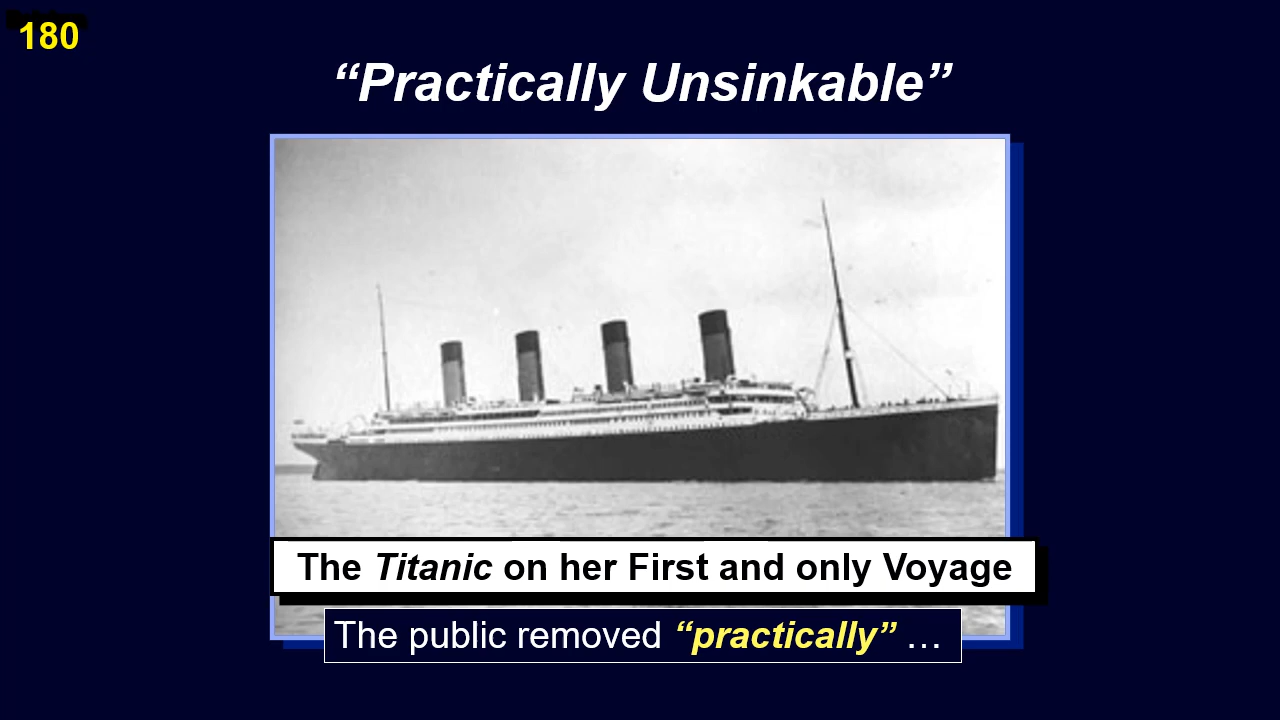 180
“Practically Unsinkable”
The Titanic on her First and only Voyage
The public removed “practically” …